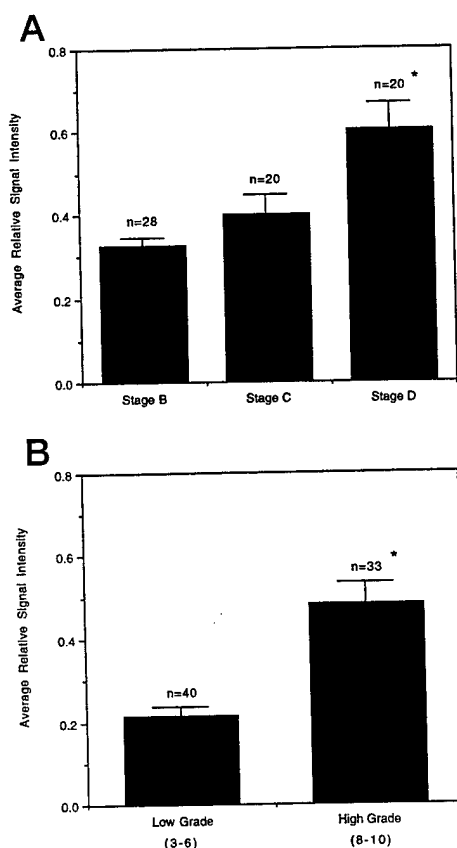 A
Average Relative Signal Intensity
0.8
0.6
0.4
0.2
0.0
n=28
n=20
n=20 *
Stage B
Stage C
Stage D
B
Average Relative Signal Intensity
0.8
0.6
0.4
0.2
0.0
n=40
n=33 *
Low Grade
(3-6)
High Grade
(8-10)